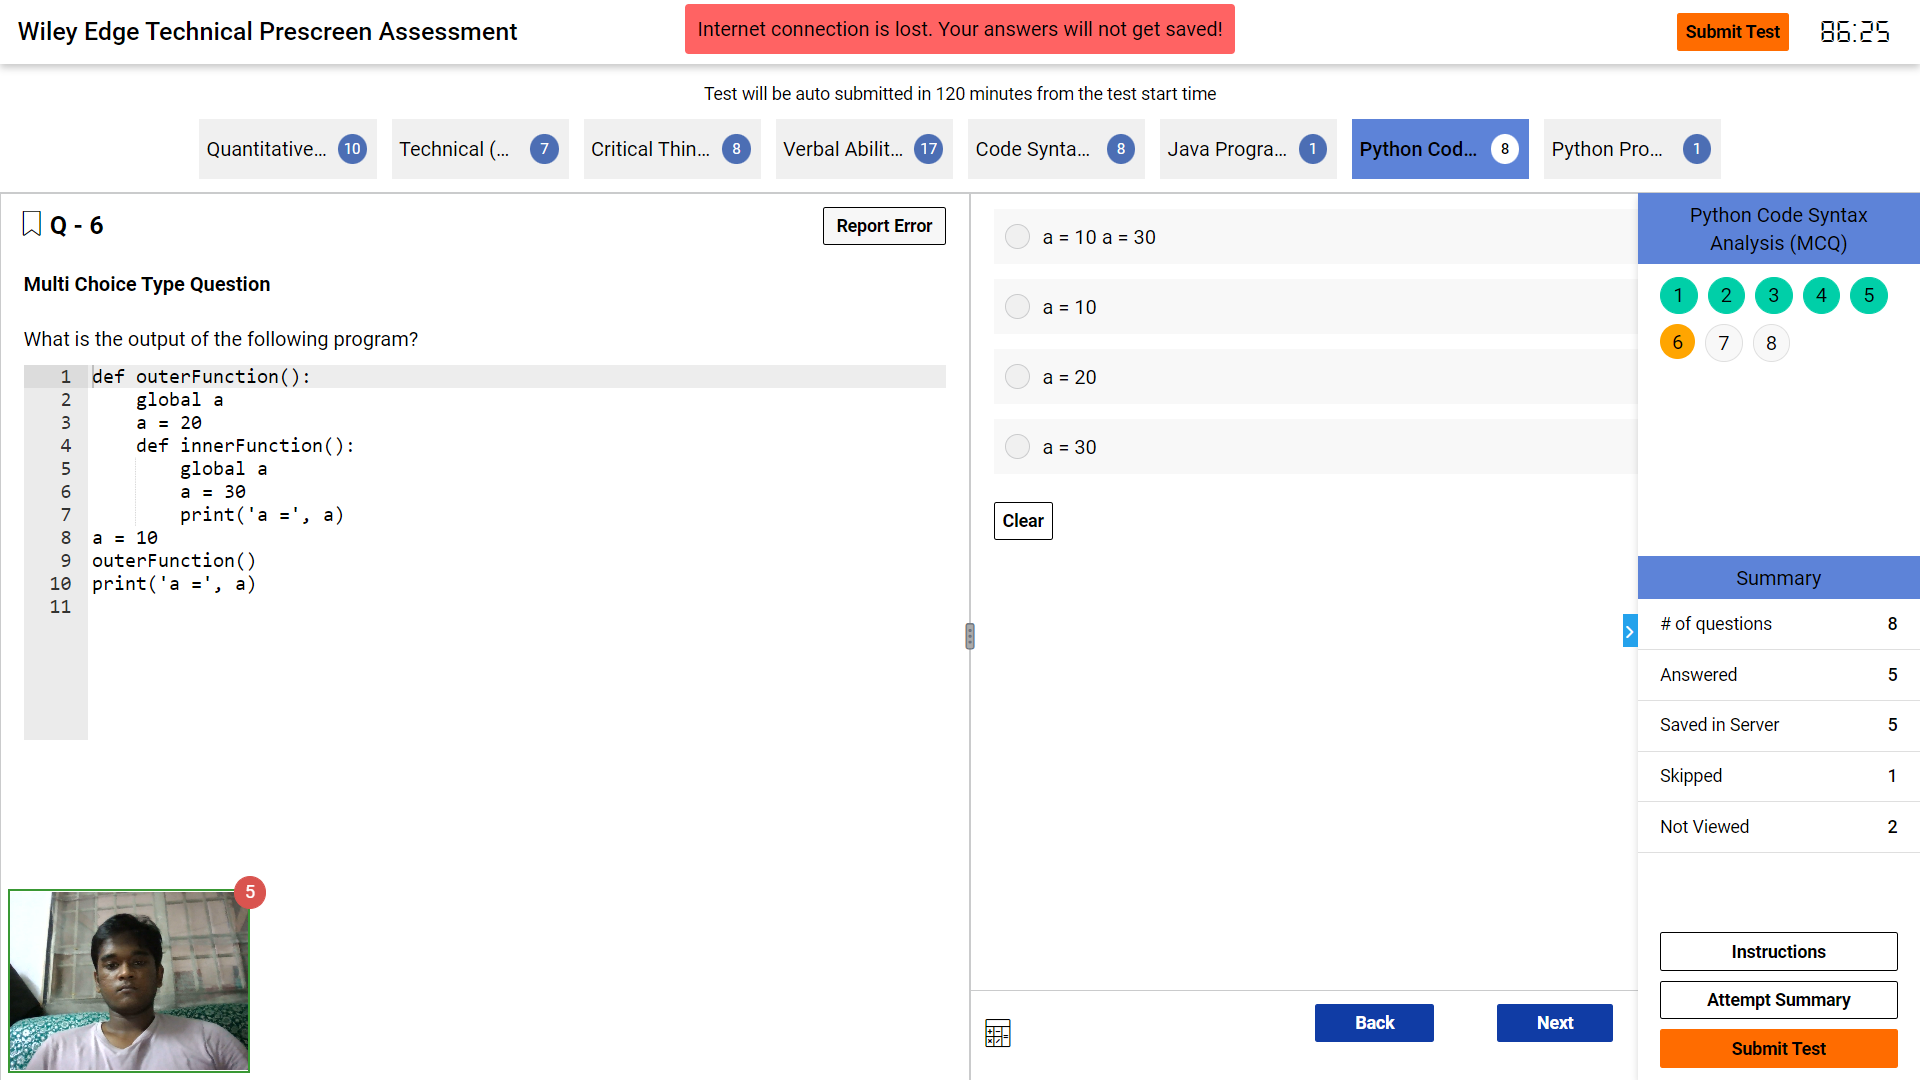 Wiley Edge Technical Prescreen Assessment
Internet connection is lost. Your answers will not get saved!
Submit Test
86:25
Test will be auto submitted in 120 minutes from the test start time
Quantitative... 10
Technical (... 7
Critical Thin... 8
Verbal Abilit... 17
Code Synta... 8
Java Progra... 1
Python Cod... 8
Python Pro... 1
Q - 6
Report Error
Multi Choice Type Question
What is the output of the following program?
1 def outerFunction():
2     global a
3     a = 20
4     def innerFunction():
5         global a
6         a = 30
7         print('a =', a)
8 a = 10
9 outerFunction()
10 print('a =', a)
11
5
a = 10 a = 30
a = 10
a = 20
a = 30
Clear
Back
Next
Python Code Syntax
Analysis (MCQ)
1 2 3 4 5
6 7 8
Summary
# of questions 8
Answered 5
Saved in Server 5
Skipped 1
Not Viewed 2
Instructions
Attempt Summary
Submit Test